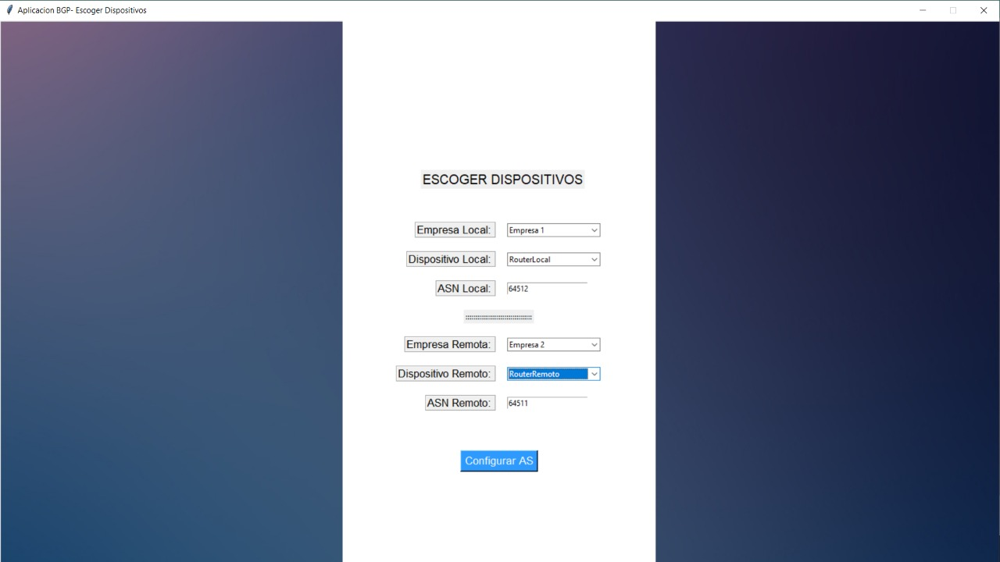 Aplicacion BGP- Escoger Dispositivos
ESCOGER DISPOSITIVOS
Empresa Local: Empresa 1
Dispositivo Local: RouterLocal
ASN Local: 64512
Empresa Remota: Empresa 2
Dispositivo Remoto: RouterRemoto
ASN Remoto: 64511
Configurar AS